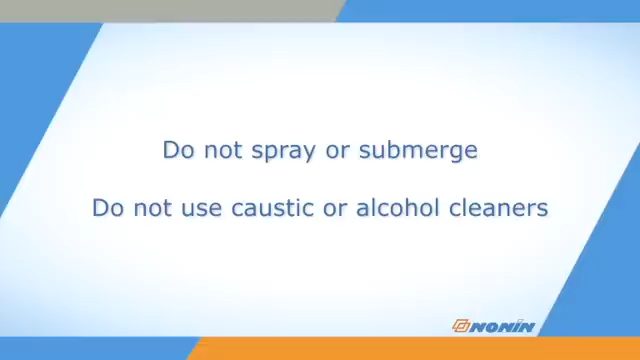 Do not spray or submerge
Do not use caustic or alcohol cleaners
NONIN